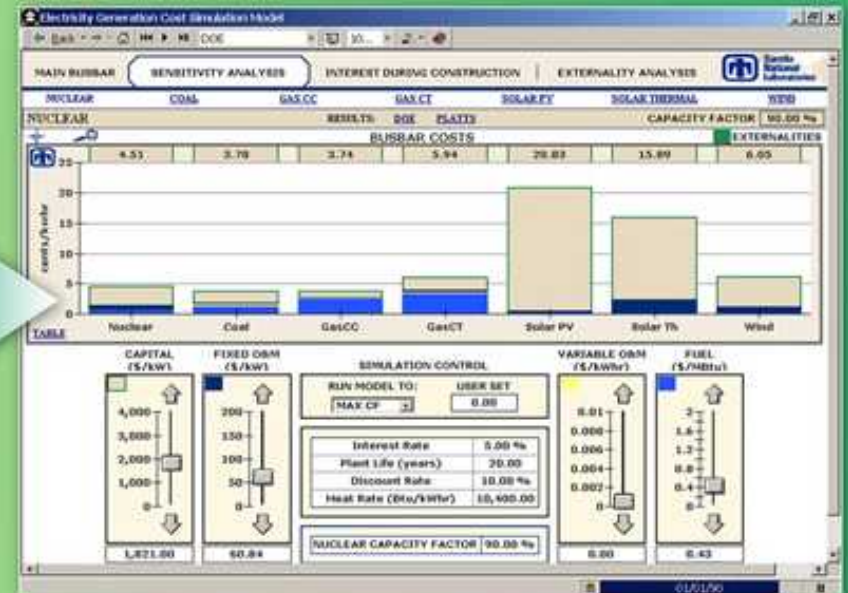 Electricity Generation Cost Simulation Model
Back DOE 10...
MAIN BUSBAR SENSITIVITY ANALYSIS INTEREST DURING CONSTRUCTION EXTERNALITY ANALYSIS Sandia National Laboratories
NUCLEAR COAL GAS CC GAS CT SOLAR PV SOLAR THERMAL WIND
NUCLEAR RESULTS: DOE PLATTS CAPACITY FACTOR 90.00 %
BUSBAR COSTS EXTERNALITIES
4.51 3.70 3.74 5.94 20.83 15.89 6.05
cents/kwhr
25
20
15
10
5
0
TABLE Nuclear Coal GasCC GasCT Solar PV Solar Th Wind
CAPITAL ($/kW) FIXED O&M ($/kW) SIMULATION CONTROL VARIABLE O&M ($/kWhr) FUEL ($/MBtu)
RUN MODEL TO: USER SET
MAX CF 0.00
4,000 200 0.01 2
3,000 150 0.008 1.6
2,000 100 0.006 1.2
1,000 50 0.004 0.8
0 0 0.002 0.4
0 0
Interest Rate 5.00 %
Plant Life (years) 20.00
Discount Rate 10.00 %
Heat Rate (Btu/kWhr) 10,400.00
NUCLEAR CAPACITY FACTOR 90.00 %
1,821.00 60.84 0.00 0.43
01/01/90